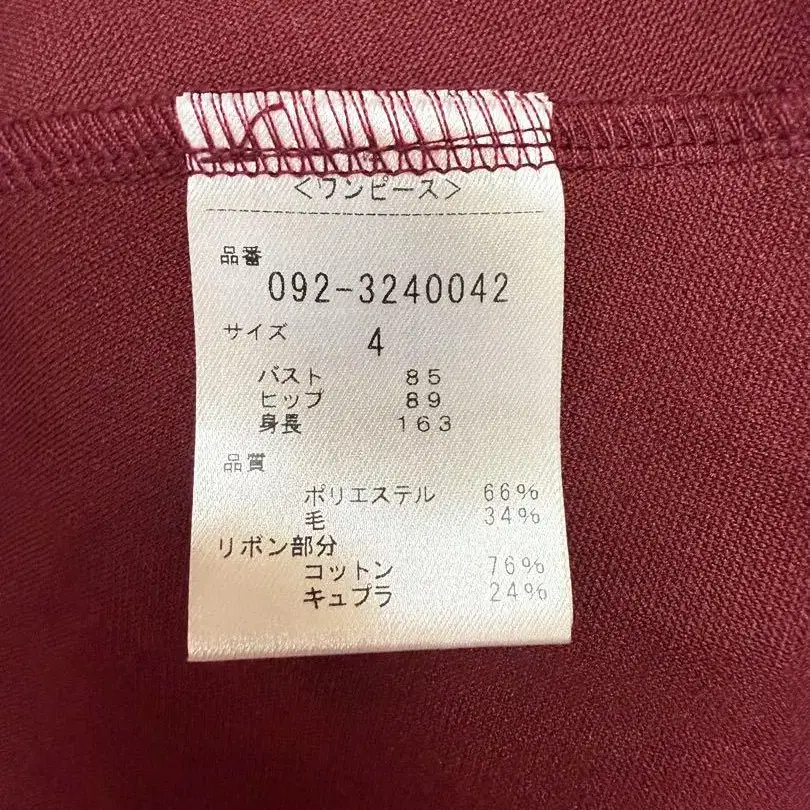 <ワンピース>
品番
092-3240042
サイズ 4
バスト 85
ヒップ 89
身長 163
品質
ポリエステル 66%
毛 34%
リボン部分
コットン 76%
キュプラ 24%